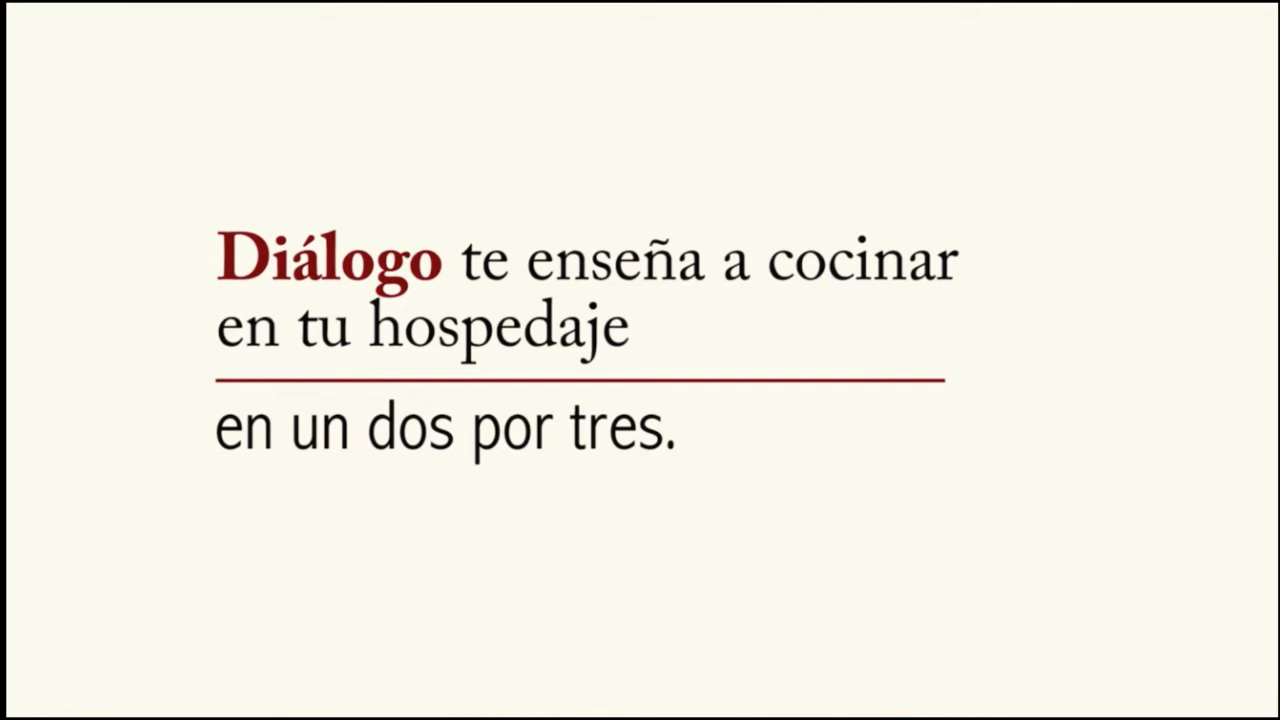 Diálogo te enseña a cocinar
en tu hospedaje
en un dos por tres.